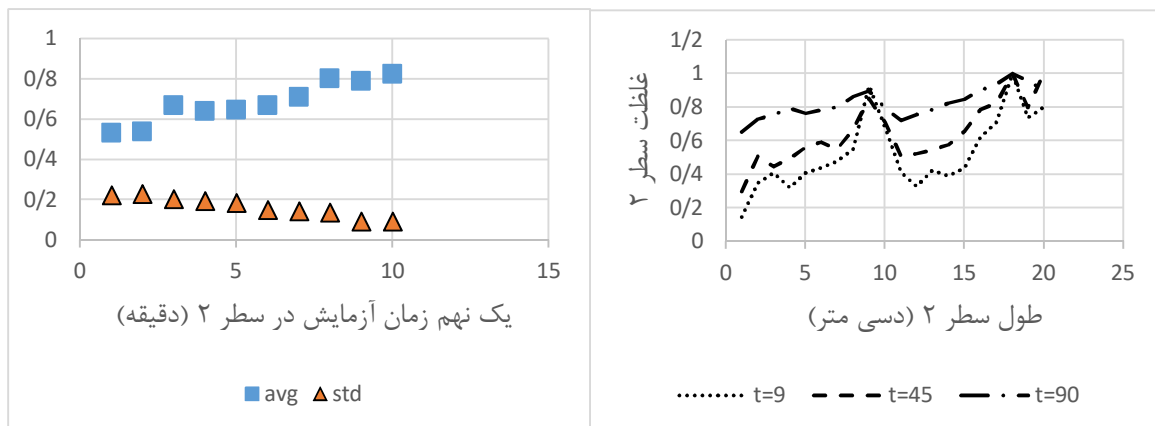 1
0/8
0/6
0/4
0/2
0
0 5 10 15
یک نهم زمان آزمایش در سطر ۲ (دقیقه)
avg std
1/2
1
0/8
0/6
0/4
0/2
0
غلظت سطر ۲
0 5 10 15 20 25
طول سطر ۲ (دسی متر)
t=9 t=45 t=90